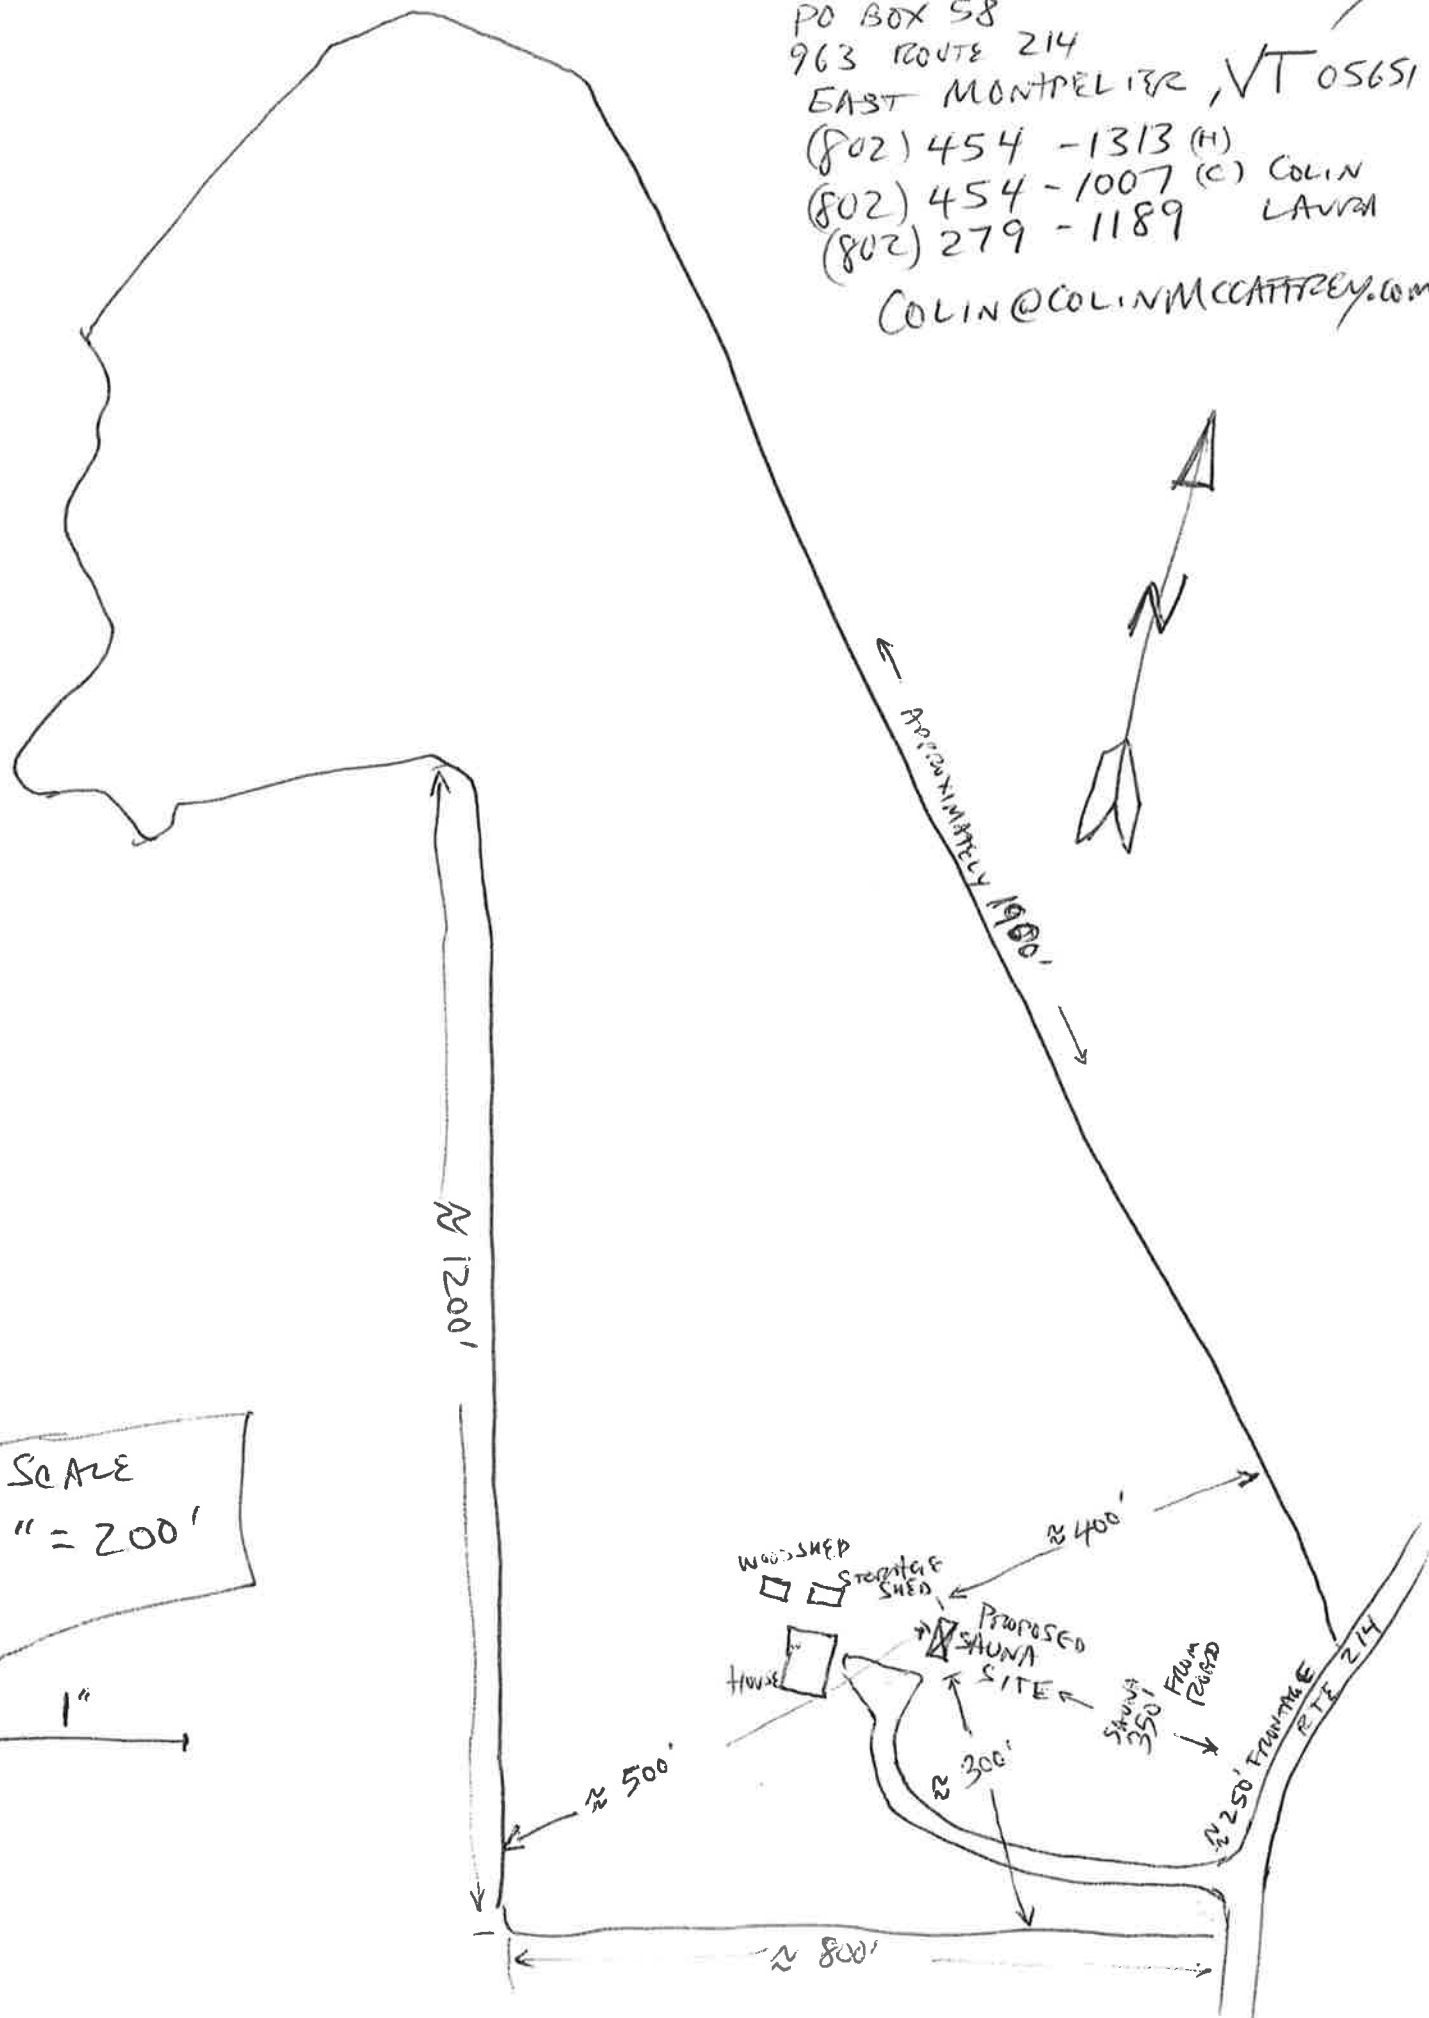 PO BOX 58
963 ROUTE 214
EAST MONTPELIER, VT 05651
(802) 454-1313 (H)
(802) 454-1007 (C) COLIN
(802) 279-1189 LAURA
COLIN@COLINMCCAFFREY.COM
N
← APPROXIMATELY 1900' →
≈ 1200'
SCALE
" = 200'
1"
≈ 400'
WOODSHED
STORAGE
SHED
PROPOSED
SAUNA
SITE
HOUSE
SAUNA
350'
FROM
ROAD
≈ 250' FRONTAGE
RTE 214
≈ 500'
≈ 300'
≈ 800'